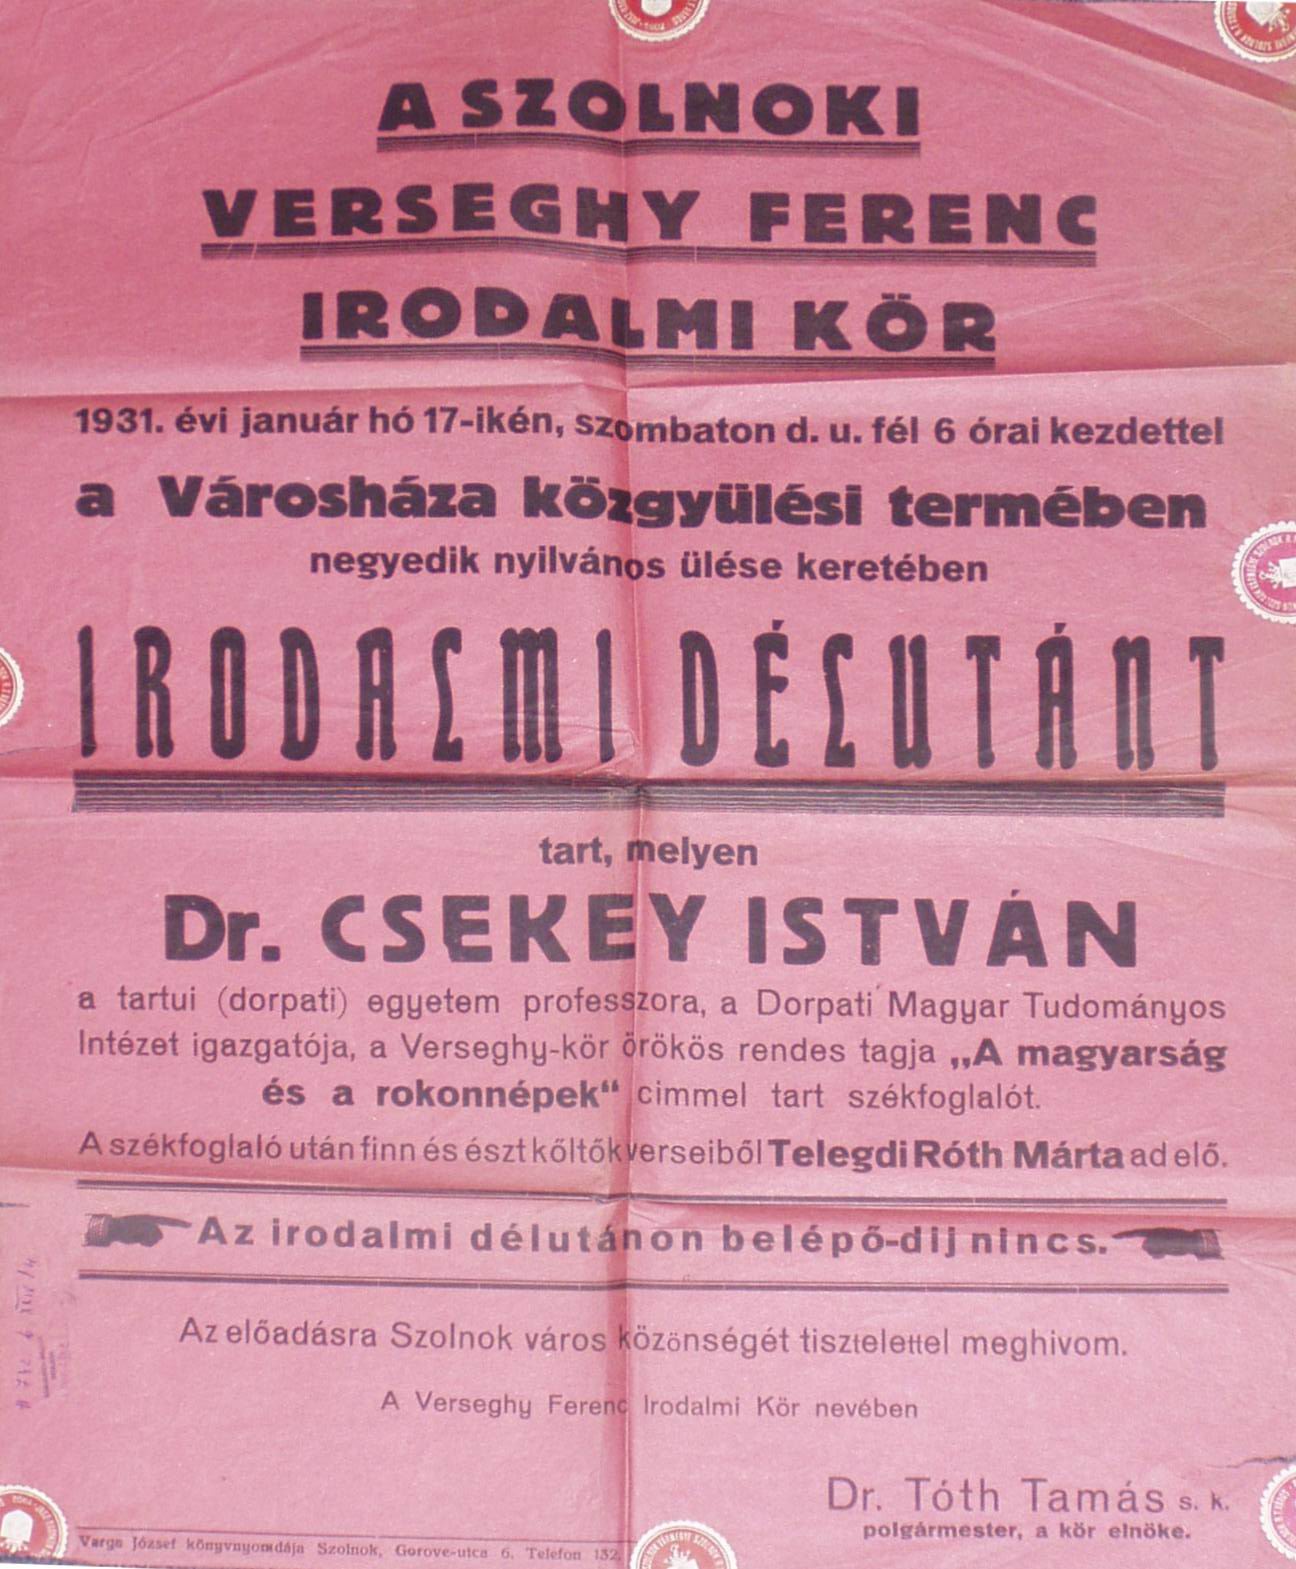 A SZOLNOKI
VERSEGHY FERENC
IRODALMI KÖR
1931. évi január hó 17-ikén, szombaton d. u. fél 6 órai kezdettel
a Városháza közgyülési termében
negyedik nyilvános ülése keretében
IRODALMI DÉLUTÁNT
tart, melyen
Dr. CSEKEY ISTVÁN
a tartui (dorpati) egyetem professzora, a Dorpati Magyar Tudományos
Intézet igazgatója, a Verseghy-kör örökös rendes tagja „A magyarság
és a rokonnépek“ cimmel tart székfoglalót.
A székfoglaló után finn és észt kőltők verseiből Telegdi Róth Márta ad elő.
Az irodalmi délutánon belépő-dij nincs.
Az előadásra Szolnok város közönségét tisztelettel meghivom.
A Verseghy Ferenc Irodalmi Kör nevében
Dr. Tóth Tamás s. k.
polgármester, a kör elnöke.
Varga József könyvnyomdája Szolnok, Gorove-utca 6. Telefon 132.